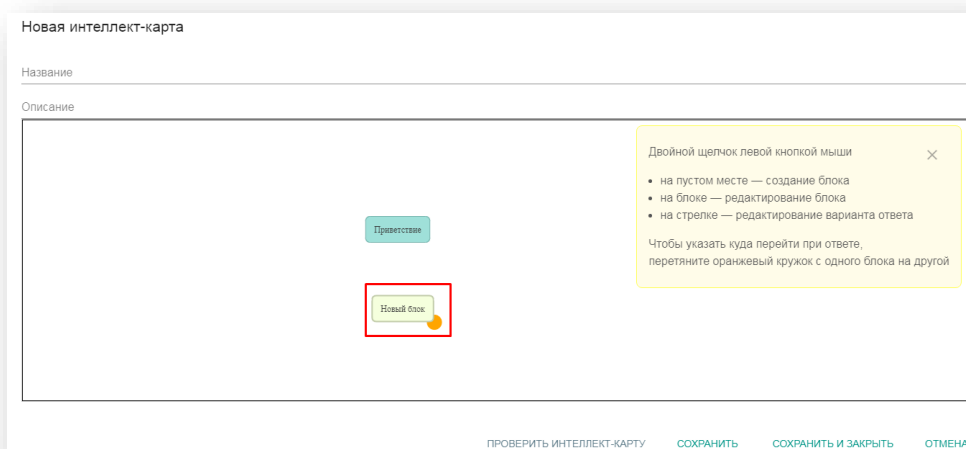 Новая интеллект-карта
Название
Описание
Двойной щелчок левой кнопкой мыши
на пустом месте — создание блока
на блоке — редактирование блока
на стрелке — редактирование варианта ответа
Чтобы указать куда перейти при ответе,
перетяните оранжевый кружок с одного блока на другой
Приветствие
Новый блок
ПРОВЕРИТЬ ИНТЕЛЛЕКТ-КАРТУ СОХРАНИТЬ СОХРАНИТЬ И ЗАКРЫТЬ ОТМЕНА